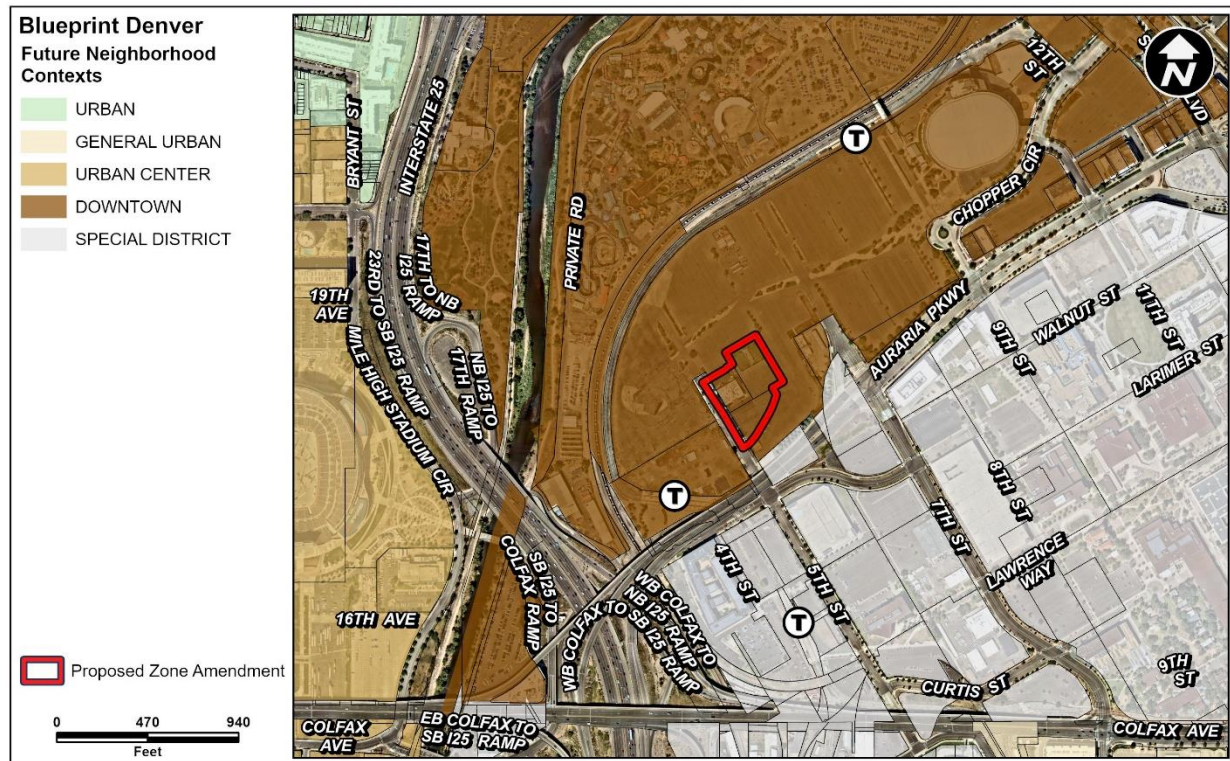 Blueprint Denver
Future Neighborhood
Contexts
URBAN
GENERAL URBAN
URBAN CENTER
DOWNTOWN
SPECIAL DISTRICT
Proposed Zone Amendment
0 470 940
Feet
N
12TH
ST
BLVD
BRYANT ST
INTERSTATE 25
PRIVATE RD
CHOPPER CIR
17TH TO NB
I25 RAMP
23RD TO SB I25 RAMP
19TH
AVE
MILE HIGH STADIUM CIR
NB I25 TO
17TH RAMP
AURARIA PKWY
9TH ST
WALNUT ST
11TH ST
LARIMER ST
T
T
T
8TH ST
7TH ST
LAWRENCE
WAY
4TH ST
5TH ST
SB I25 TO
COLFAX RAMP
WB COLFAX TO
NB I25 RAMP
WB COLFAX TO SB I25 RAMP
16TH AVE
9TH
ST
CURTIS ST
COLFAX
AVE
EB COLFAX TO
SB I25 RAMP
COLFAX AVE